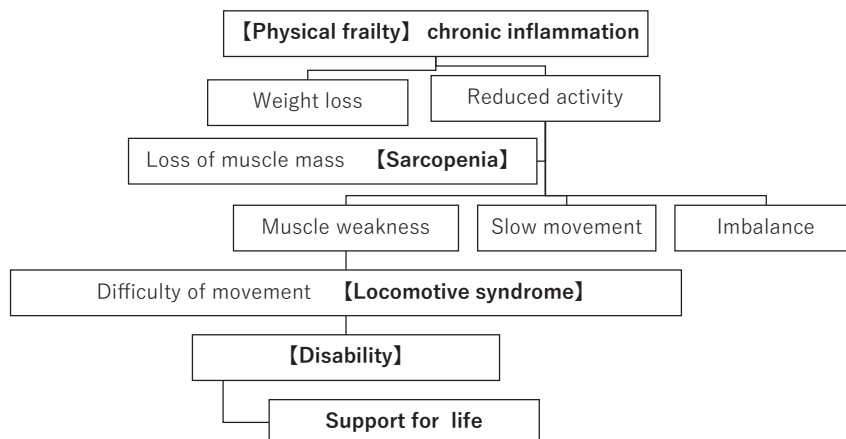 【Physical frailty】 chronic inflammation
Weight loss
Reduced activity
Loss of muscle mass 【Sarcopenia】
Muscle weakness
Slow movement
Imbalance
Difficulty of movement 【Locomotive syndrome】
【Disability】
Support for life